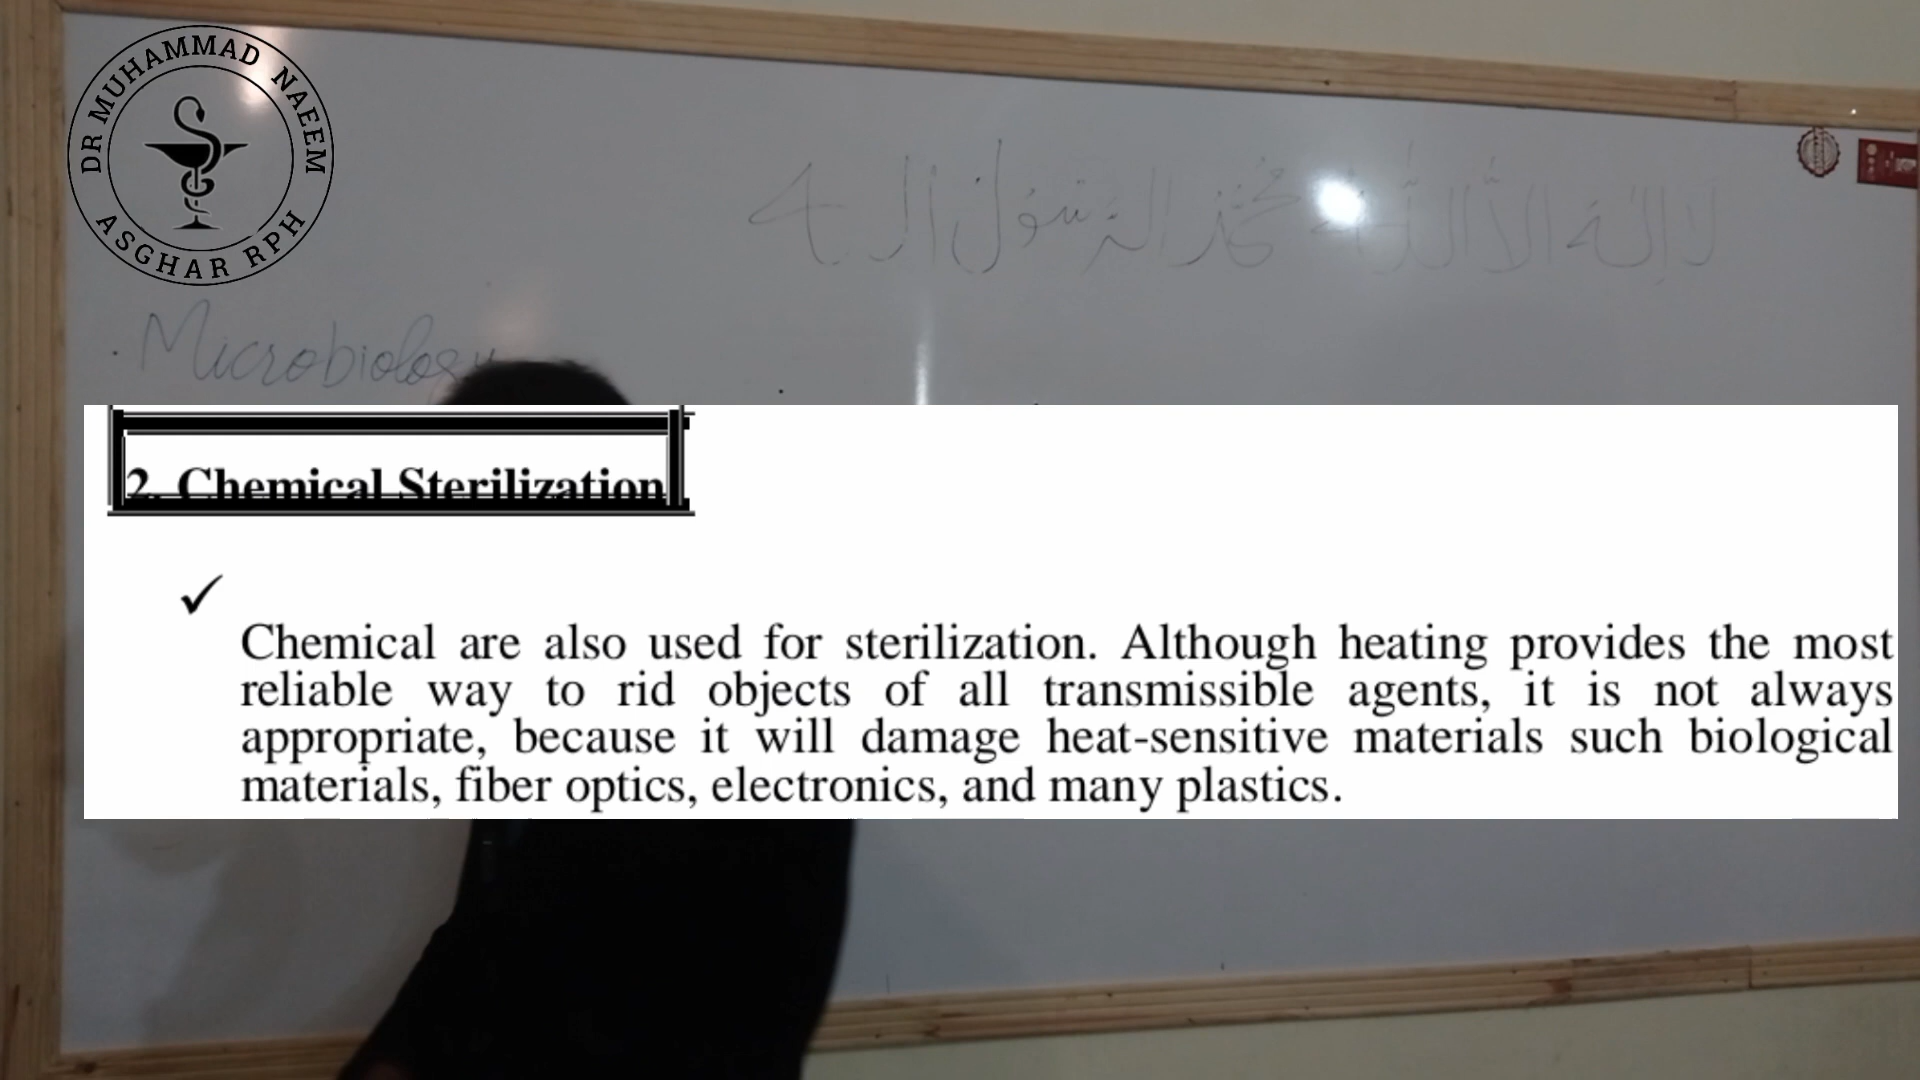 DR MUHAMMAD NAEEM
ASGHAR RPH
لا إله الا الله محمد الرسول ال
Microbiology
2. Chemical Sterilization
Chemical are also used for sterilization. Although heating provides the most
reliable way to rid objects of all transmissible agents, it is not always
appropriate, because it will damage heat-sensitive materials such biological
materials, fiber optics, electronics, and many plastics.